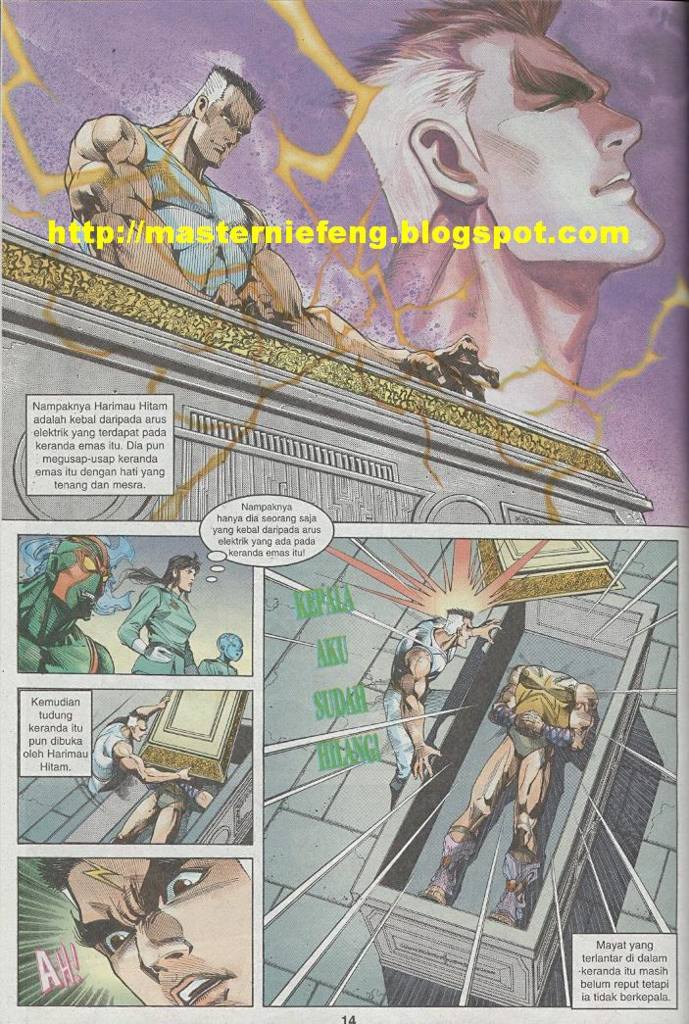 http://masterniefeng.blogspot.com
Nampaknya Harimau Hitam
adalah kebal daripada arus
elektrik yang terdapat pada
keranda emas itu. Dia pun
megusap-usap keranda
emas itu dengan hati yang
tenang dan mesra.
Nampaknya
hanya dia seorang saja
yang kebal daripada arus
elektrik yang ada pada
keranda emas itu!
Kemudian
tudung
keranda itu
pun dibuka
oleh Harimau
Hitam.
AH!
KEPALA
AKU
SUDAH
HILANG!
Mayat yang
terlantar di dalam
keranda itu masih
belum reput tetapi
ia tidak berkepala.
14